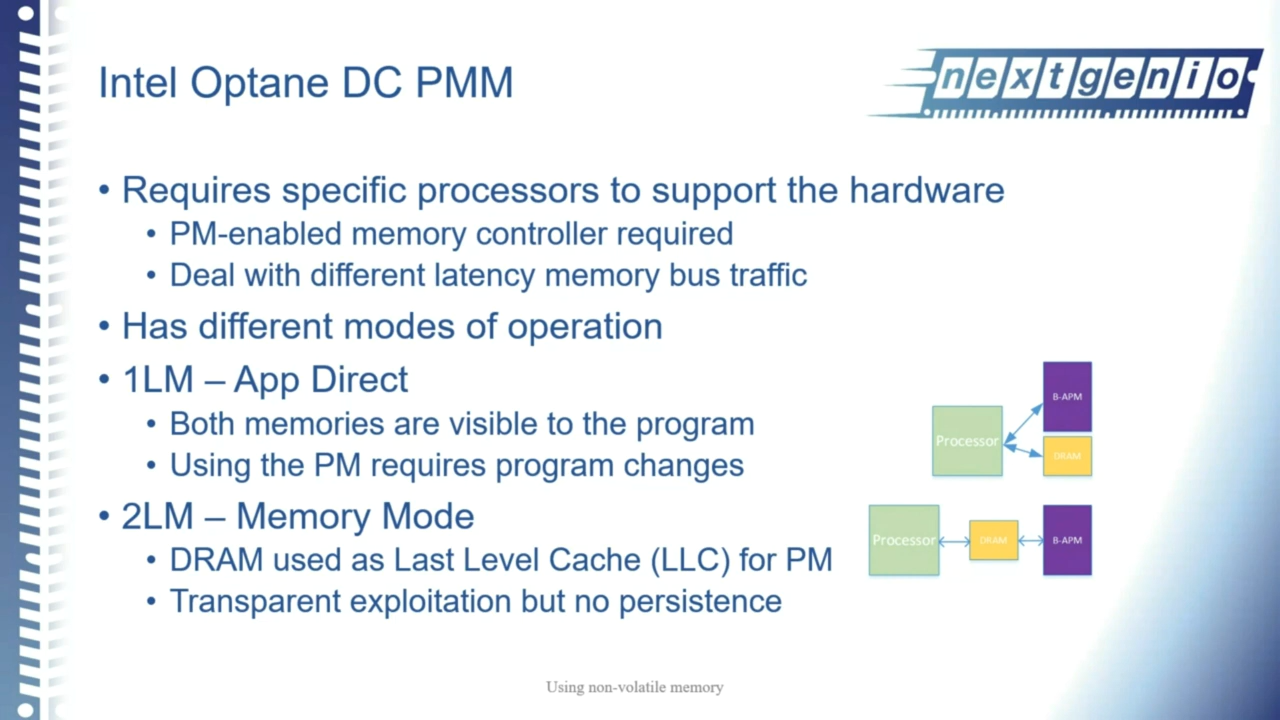 Intel Optane DC PMM
nextgenio
• Requires specific processors to support the hardware
• PM-enabled memory controller required
• Deal with different latency memory bus traffic
• Has different modes of operation
• 1LM – App Direct
• Both memories are visible to the program
• Using the PM requires program changes
B-APM
Processor
DRAM
• 2LM – Memory Mode
• DRAM used as Last Level Cache (LLC) for PM
• Transparent exploitation but no persistence
Processor
DRAM
B-APM
Using non-volatile memory